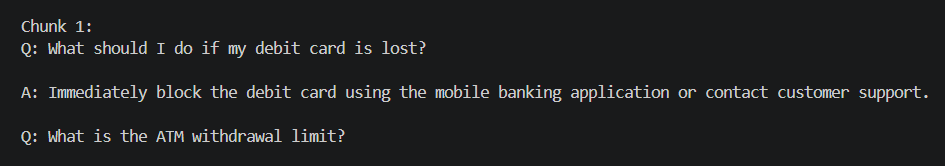 Chunk 1:
Q: What should I do if my debit card is lost?
A: Immediately block the debit card using the mobile banking application or contact customer support.
Q: What is the ATM withdrawal limit?